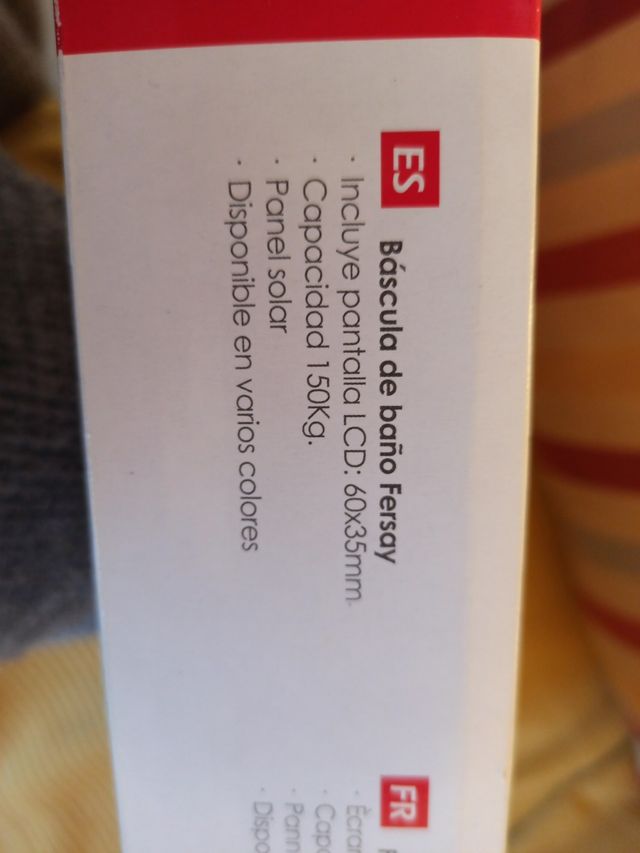 ES Báscula de baño Fersay
· Incluye pantalla LCD: 60x35mm.
· Capacidad 150Kg.
· Panel solar
· Disponible en varios colores
FR